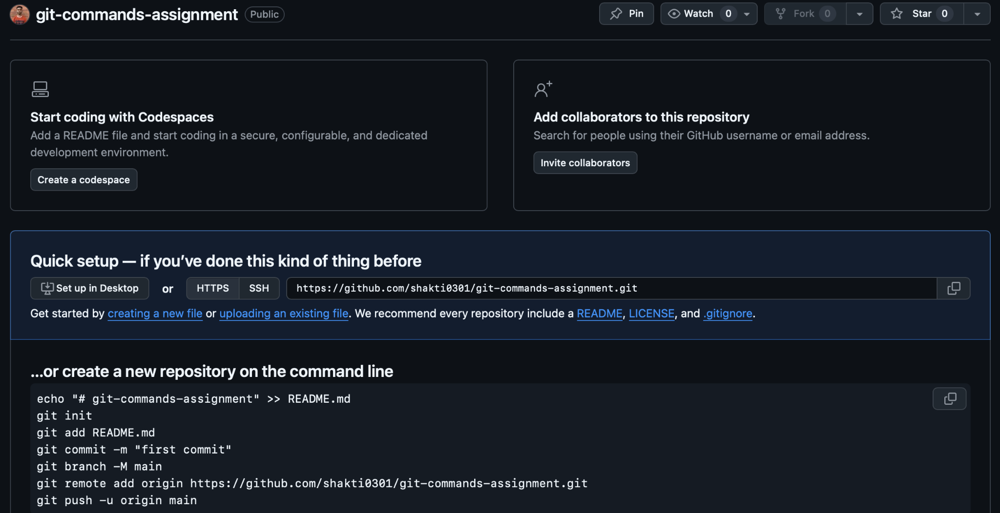 git-commands-assignment Public
Pin Watch 0 Fork 0 Star 0
Start coding with Codespaces
Add a README file and start coding in a secure, configurable, and dedicated
development environment.
Create a codespace
Add collaborators to this repository
Search for people using their GitHub username or email address.
Invite collaborators
Quick setup — if you’ve done this kind of thing before
Set up in Desktop or HTTPS SSH https://github.com/shakti0301/git-commands-assignment.git
Get started by creating a new file or uploading an existing file. We recommend every repository include a README, LICENSE, and .gitignore.
...or create a new repository on the command line
echo "# git-commands-assignment" >> README.md
git init
git add README.md
git commit -m "first commit"
git branch -M main
git remote add origin https://github.com/shakti0301/git-commands-assignment.git
git push -u origin main